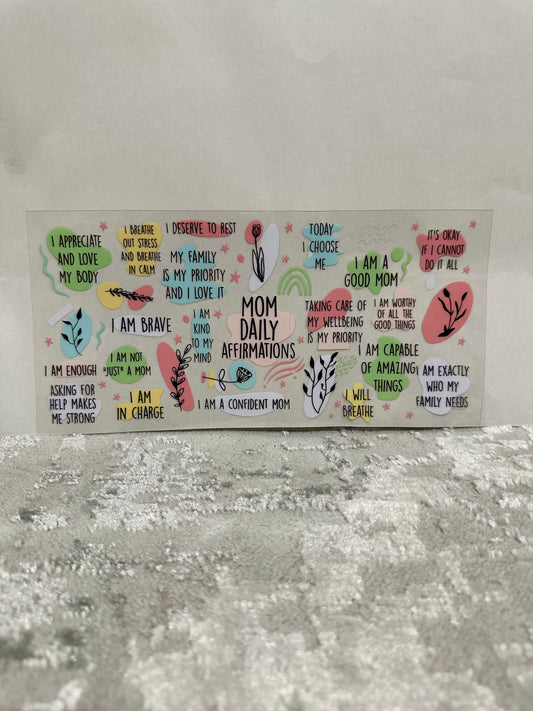 I APPRECIATE
AND LOVE
MY BODY
I BREATHE
OUT STRESS
AND BREATHE
IN CALM
I DESERVE TO REST
MY FAMILY
IS MY PRIORITY
AND I LOVE IT
TODAY
I CHOOSE
ME
I AM A
GOOD MOM
IT'S OKAY
IF I CANNOT
DO IT ALL
I AM BRAVE
I AM
KIND
TO MY
MIND
MOM
DAILY
AFFIRMATIONS
TAKING CARE OF
MY WELLBEING
IS MY PRIORITY
I AM WORTHY
OF ALL THE
GOOD THINGS
I AM ENOUGH
I AM NOT
"JUST" A MOM
I AM CAPABLE
OF AMAZING
THINGS
I AM EXACTLY
WHO MY
FAMILY NEEDS
ASKING FOR
HELP MAKES
ME STRONG
I AM
IN CHARGE
I AM A CONFIDENT MOM
I WILL
BREATHE